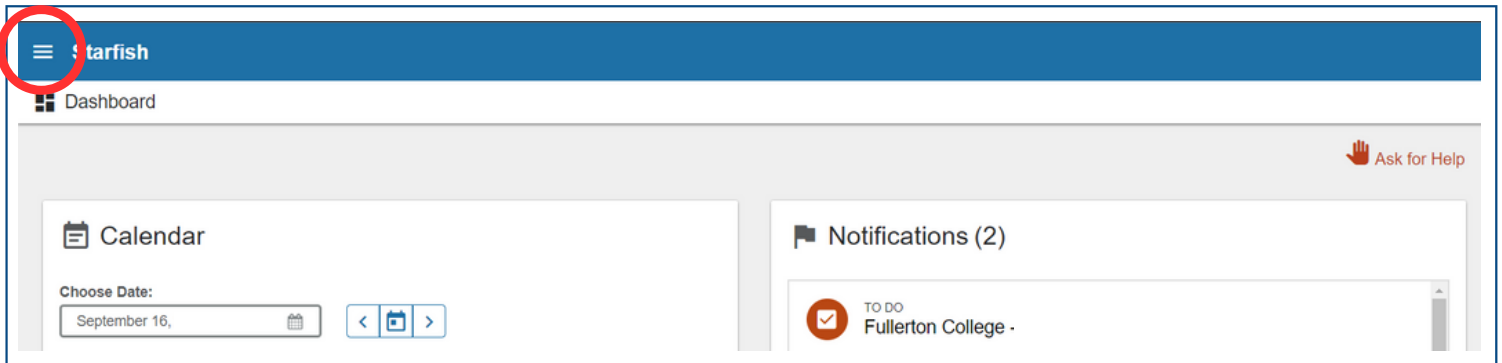 Starfish
Dashboard
Ask for Help
Calendar
Notifications (2)
Choose Date:
September 16,
TO DO
Fullerton College -